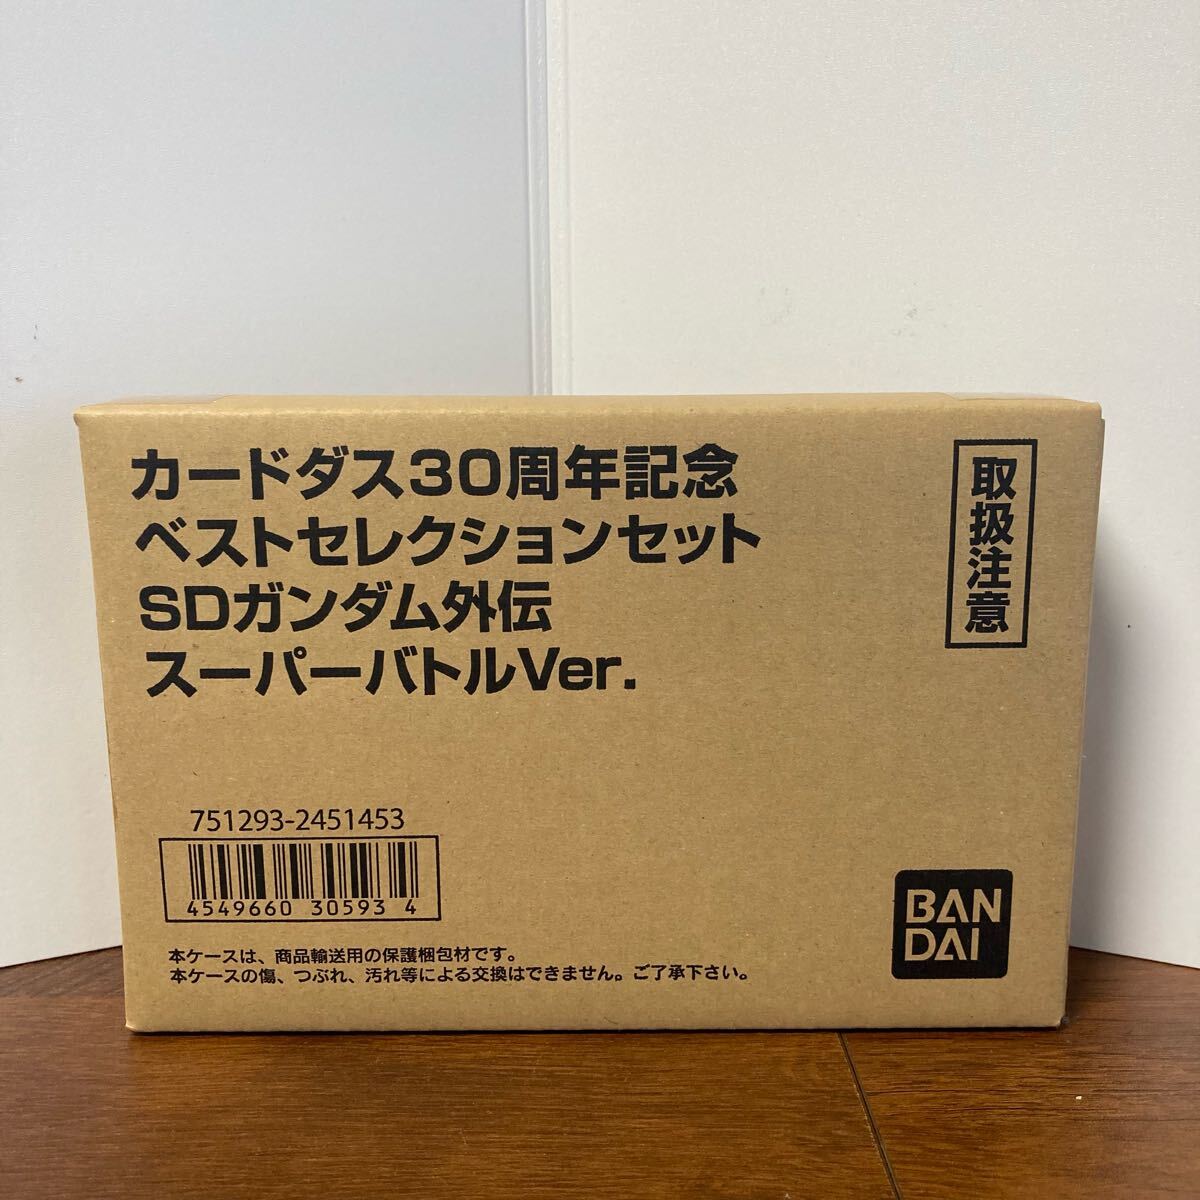 カードダス30周年記念
ベストセレクションセット
SDガンダム外伝
スーパーバトルVer.
取扱注意
751293-2451453
4549660 30593 4
本ケースは、商品輸送用の保護梱包材です。
本ケースの傷、つぶれ、汚れ等による交換はできません。ご了承下さい。
BAN
DAI